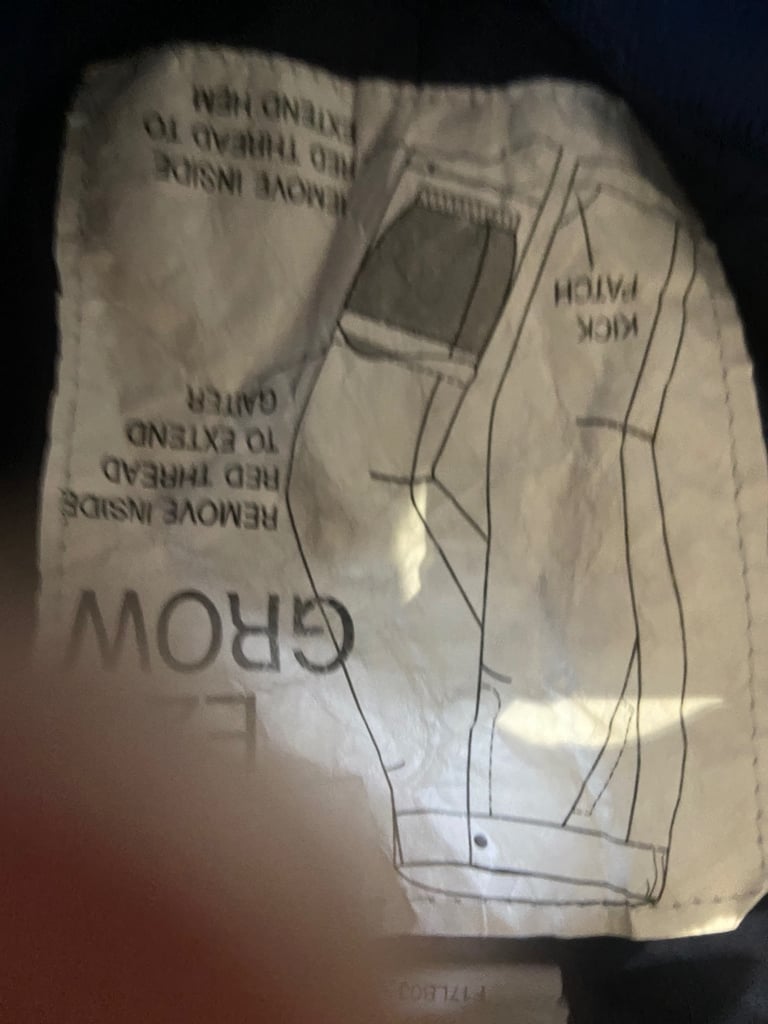 GROW
REMOVE INSIDE
RED THREAD
TO EXTEND
GAITER
REMOVE INSIDE
RED THREAD TO
EXTEND HEM
KICK
PATCH